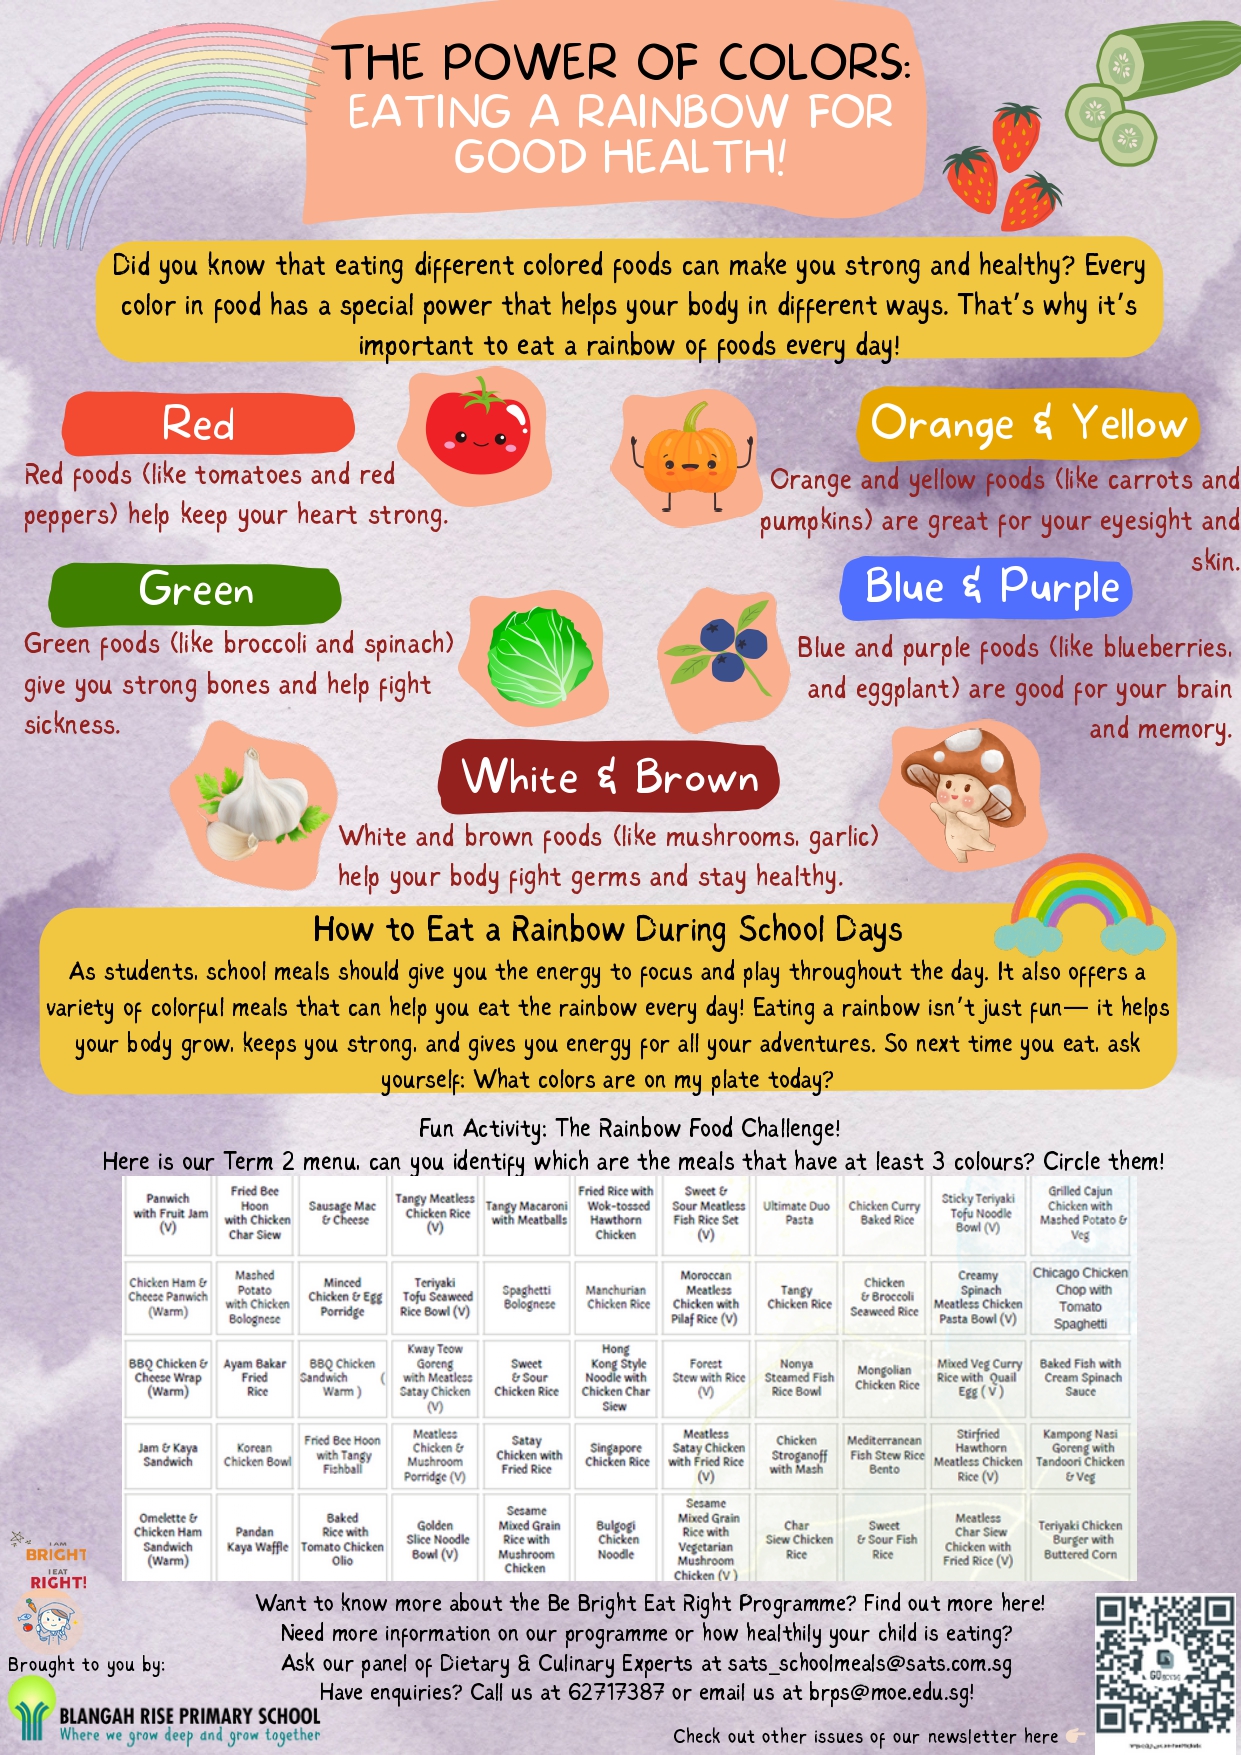 THE POWER OF COLORS:
EATING A RAINBOW FOR
GOOD HEALTH!
Did you know that eating different colored foods can make you strong and healthy? Every
color in food has a special power that helps your body in different ways. That's why it's
important to eat a rainbow of foods every day!
Red
Red foods (like tomatoes and red
peppers) help keep your heart strong.
Orange & Yellow
Orange and yellow foods (like carrots and
pumpkins) are great for your eyesight and
skin.
Green
Green foods (like broccoli and spinach)
give you strong bones and help fight
sickness.
Blue & Purple
Blue and purple foods (like blueberries,
and eggplant) are good for your brain
and memory.
White & Brown
White and brown foods (like mushrooms, garlic)
help your body fight germs and stay healthy.
How to Eat a Rainbow During School Days
As students, school meals should give you the energy to focus and play throughout the day. It also offers a
variety of colorful meals that can help you eat the rainbow every day! Eating a rainbow isn't just fun— it helps
your body grow, keeps you strong, and gives you energy for all your adventures. So next time you eat, ask
yourself: What colors are on my plate today?
Fun Activity: The Rainbow Food Challenge!
Here is our Term 2 menu, can you identify which are the meals that have at least 3 colours? Circle them!
Panwich
with Fruit Jam
(V)
Fried Bee
Hoon
with Chicken
Char Siew
Sausage Mac
& Cheese
Tangy Meatless
Chicken Rice
(V)
Tangy Macaroni
with Meatballs
Fried Rice with
Wok-tossed
Hawthorn
Chicken
Sweet &
Sour Meatless
Fish Rice Set
(V)
Ultimate Duo
Pasta
Chicken Curry
Baked Rice
Sticky Teriyaki
Tofu Noodle
Bowl (V)
Grilled Cajun
Chicken with
Mashed Potato &
Veg
Chicken Ham &
Cheese Panwich
(Warm)
Mashed
Potato
with Chicken
Bolognese
Minced
Chicken & Egg
Porridge
Teriyaki
Tofu Seaweed
Rice Bowl (V)
Spaghetti
Bolognese
Manchurian
Chicken Rice
Moroccan
Meatless
Chicken with
Pilaf Rice (V)
Tangy
Chicken Rice
Chicken
& Broccoli
Seaweed Rice
Creamy
Spinach
Meatless Chicken
Pasta Bowl (V)
Chicago Chicken
Chop with
Tomato
Spaghetti
BBQ Chicken &
Cheese Wrap
(Warm)
Ayam Bakar
Fried
Rice
BBQ Chicken
Sandwich (
Warm )
Kway Teow
Goreng
with Meatless
Satay Chicken
(V)
Sweet
& Sour
Chicken Rice
Hong
Kong Style
Noodle with
Chicken Char
Siew
Forest
Stew with Rice
(V)
Nonya
Steamed Fish
Rice Bowl
Mongolian
Chicken Rice
Mixed Veg Curry
Rice with Quail
Egg ( V )
Baked Fish with
Cream Spinach
Sauce
Jam & Kaya
Sandwich
Korean
Chicken Bowl
Fried Bee Hoon
with Tangy
Fishball
Meatless
Chicken &
Mushroom
Porridge (V)
Satay
Chicken with
Fried Rice
Singapore
Chicken Rice
Meatless
Satay Chicken
with Fried Rice
(V)
Chicken
Stroganoff
with Mash
Mediterranean
Fish Stew Rice
Bento
Stirfried
Hawthorn
Meatless Chicken
Rice (V)
Kampong Nasi
Goreng with
Tandoori Chicken
& Veg
Omelette &
Chicken Ham
Sandwich
(Warm)
Pandan
Kaya Waffle
Baked
Rice with
Tomato Chicken
Olio
Golden
Slice Noodle
Bowl (V)
Sesame
Mixed Grain
Rice with
Mushroom
Chicken
Bulgogi
Chicken
Noodle
Sesame
Mixed Grain
Rice with
Vegetarian
Mushroom
Chicken (V )
Char
Siew Chicken
Rice
Sweet
& Sour Fish
Rice
Meatless
Char Siew
Chicken with
Fried Rice (V)
Teriyaki Chicken
Burger with
Buttered Corn
I AM
BRIGHT
I EAT
RIGHT!
Want to know more about the Be Bright Eat Right Programme? Find out more here!
Need more information on our programme or how healthily your child is eating?
Ask our panel of Dietary & Culinary Experts at sats_schoolmeals@sats.com.sg
Have enquiries? Call us at 62717387 or email us at brps@moe.edu.sg!
Brought to you by:
BLANGAH RISE PRIMARY SCHOOL
Where we grow deep and grow together
Check out other issues of our newsletter here